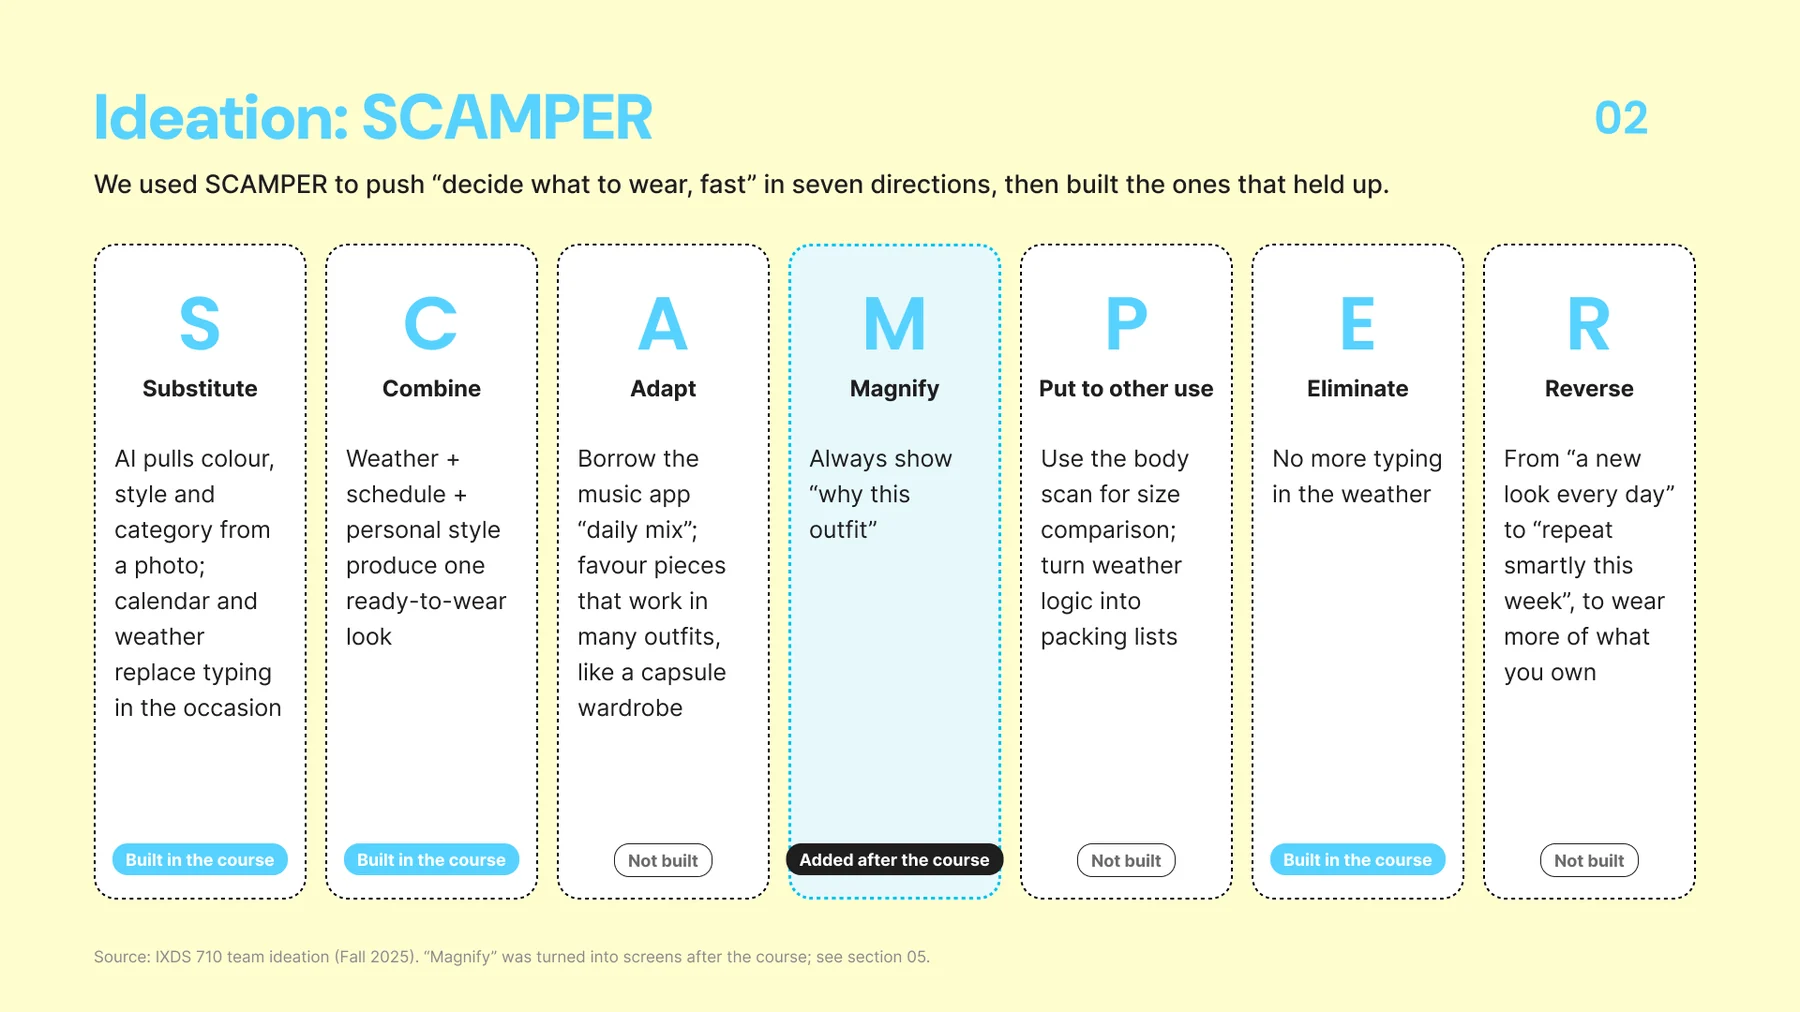 Ideation: SCAMPER
02
We used SCAMPER to push “decide what to wear, fast” in seven directions, then built the ones that held up.
S
Substitute
AI pulls colour,
style and
category from
a photo;
calendar and
weather
replace typing
in the occasion
Built in the course
C
Combine
Weather +
schedule +
personal style
produce one
ready-to-wear
look
Built in the course
A
Adapt
Borrow the
music app
“daily mix”;
favour pieces
that work in
many outfits,
like a capsule
wardrobe
Not built
M
Magnify
Always show
“why this
outfit”
Added after the course
P
Put to other use
Use the body
scan for size
comparison;
turn weather
logic into
packing lists
Not built
E
Eliminate
No more typing
in the weather
Built in the course
R
Reverse
From “a new
look every day”
to “repeat
smartly this
week”, to wear
more of what
you own
Not built
Source: IXDS 710 team ideation (Fall 2025). “Magnify” was turned into screens after the course; see section 05.